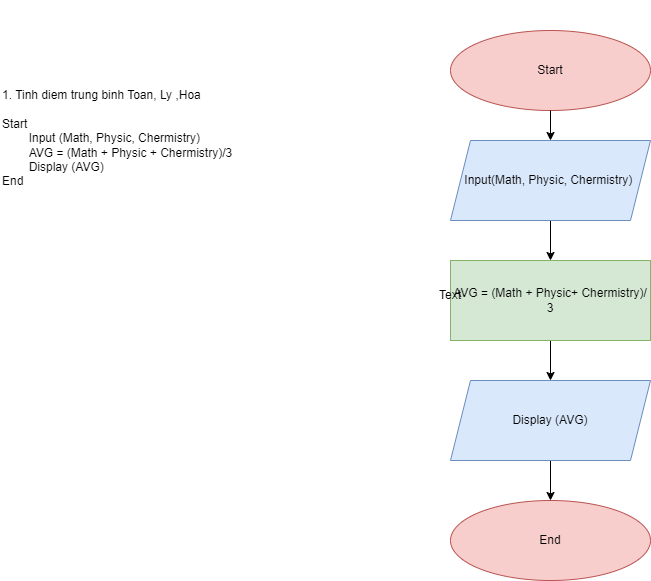 1. Tinh diem trung binh Toan, Ly ,Hoa
Start
Input (Math, Physic, Chermistry)
AVG = (Math + Physic + Chermistry)/3
Display (AVG)
End
Start
Input(Math, Physic, Chermistry)
Text
AVG = (Math + Physic+ Chermistry)/
3
Display (AVG)
End